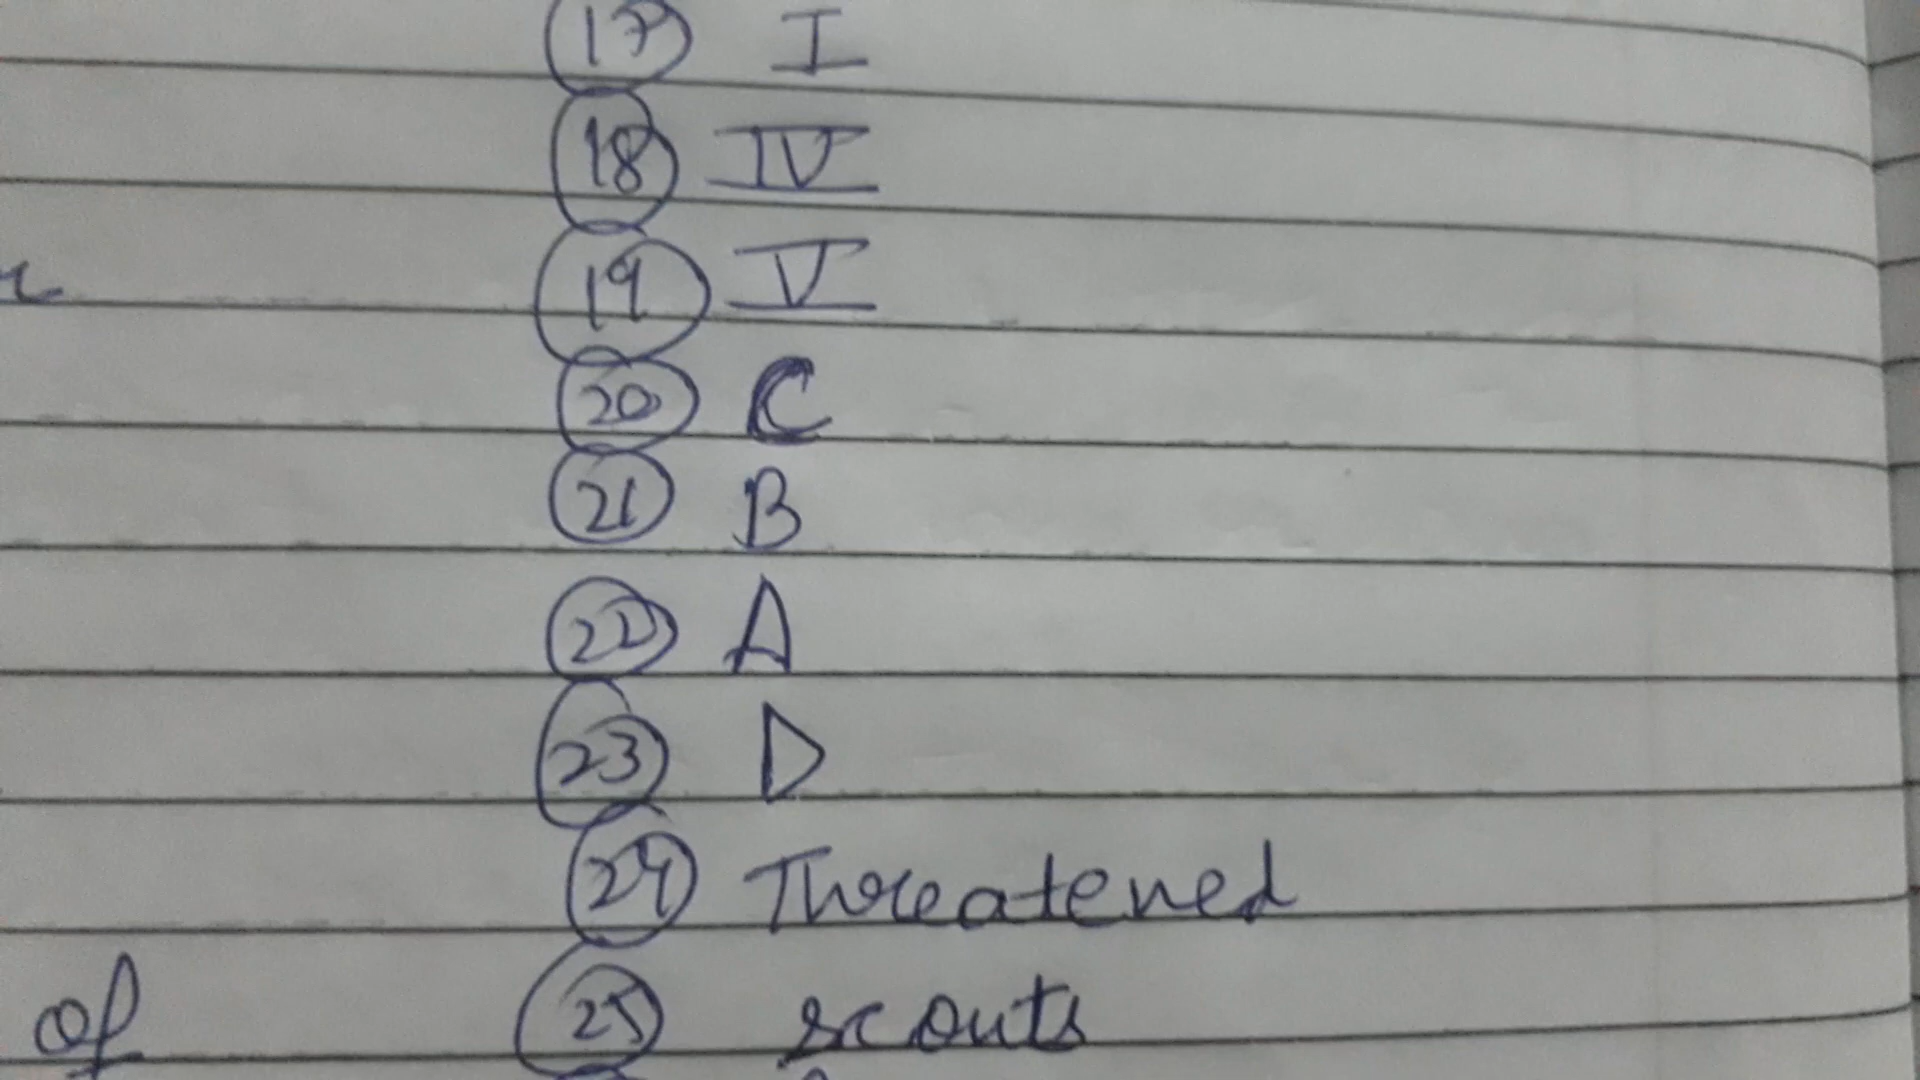 17 I
18 IV
19 V
20 C
21 B
22 A
23 D
24 Threatened
of 25 scouts